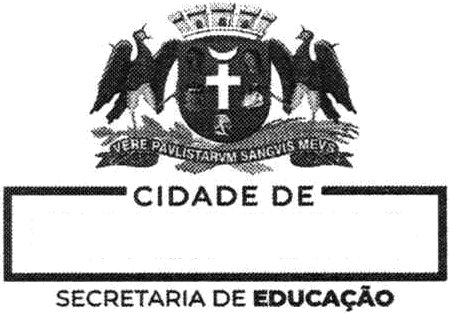 VERE PAVLISTARVM SANGVIS MEVS
CIDADE DE
SECRETARIA DE EDUCAÇÃO